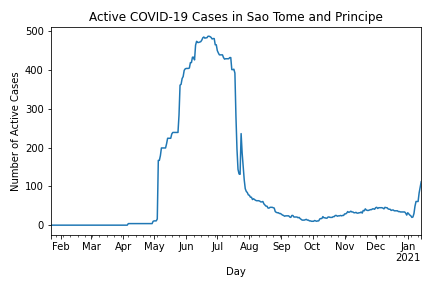 Active COVID-19 Cases in Sao Tome and Principe
Number of Active Cases
500
400
300
200
100
0
Feb Mar Apr May Jun Jul Aug Sep Oct Nov Dec Jan
2021
Day